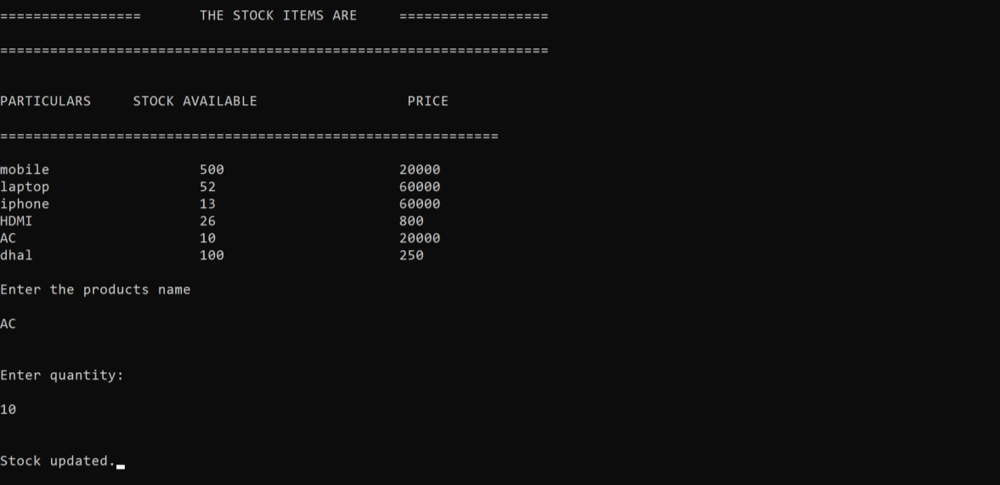 =================       THE STOCK ITEMS ARE     ==================
==================================================================
PARTICULARS     STOCK AVAILABLE                  PRICE
============================================================
mobile                  500                     20000
laptop                  52                      60000
iphone                  13                      60000
HDMI                    26                      800
AC                      10                      20000
dhal                    100                     250
Enter the products name
AC
Enter quantity:
10
Stock updated.